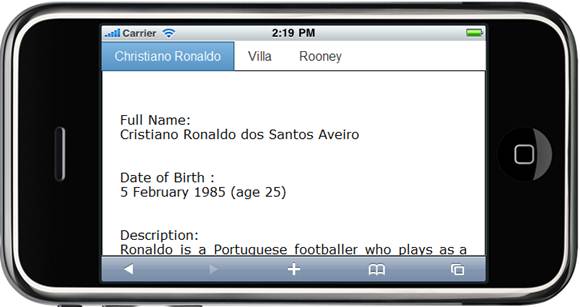 Carrier 2:19 PM
Christiano Ronaldo Villa Rooney
Full Name:
Cristiano Ronaldo dos Santos Aveiro
Date of Birth :
5 February 1985 (age 25)
Description:
Ronaldo is a Portuguese footballer who plays as a